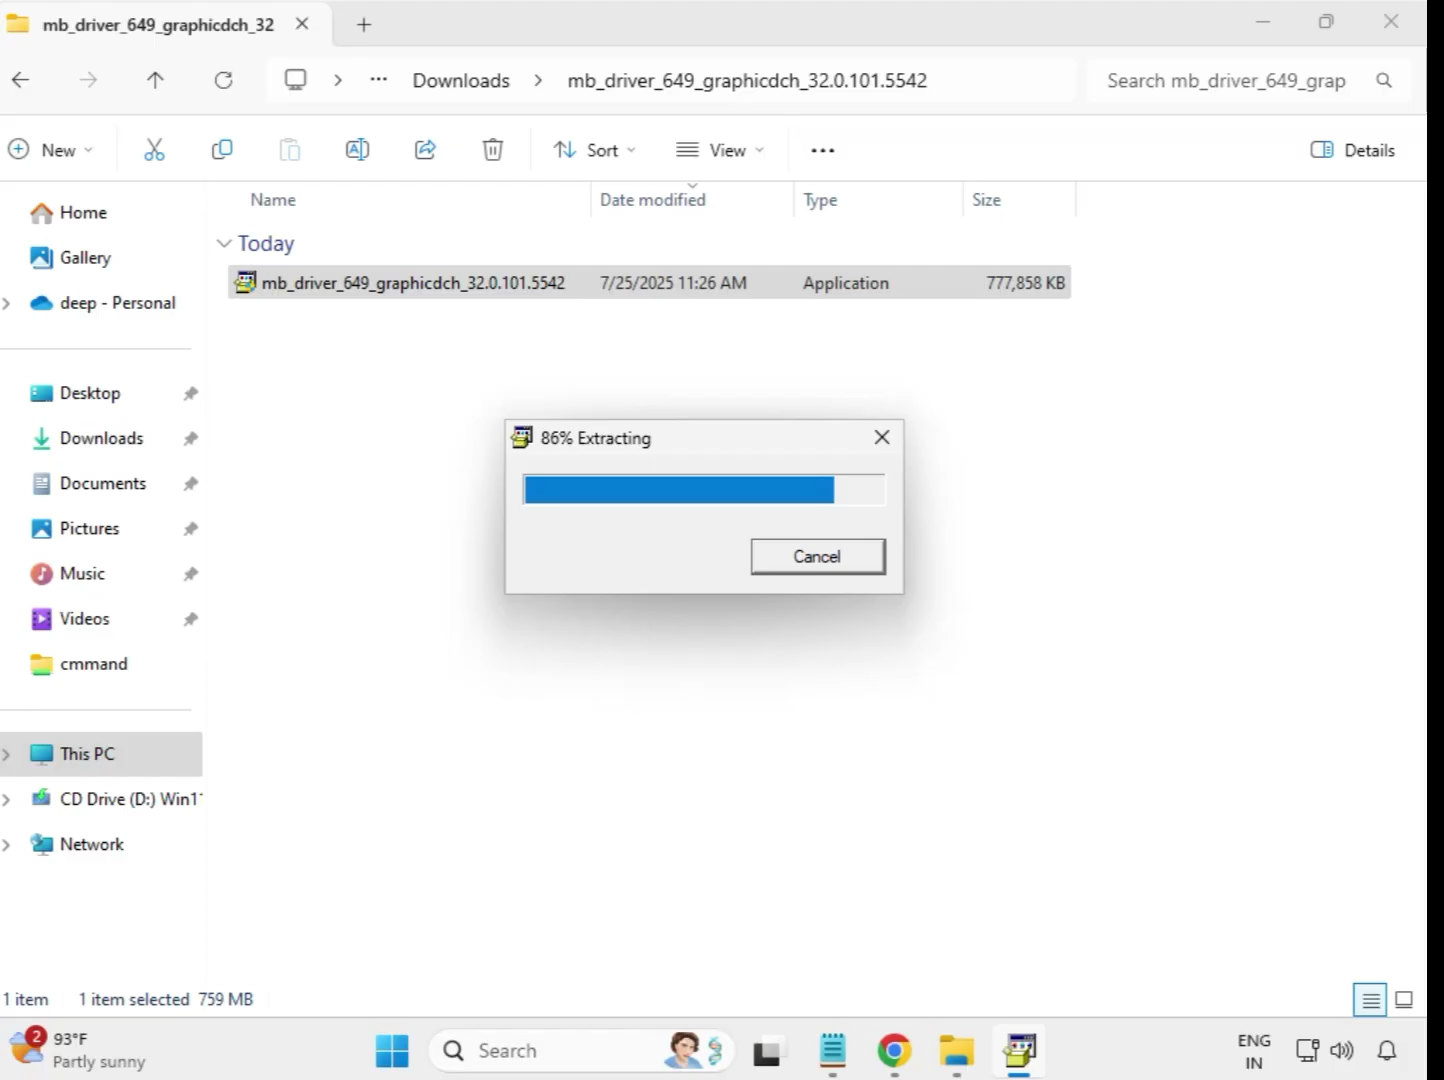 mb_driver_649_graphicdch_32
Downloads
mb_driver_649_graphicdch_32.0.101.5542
Search mb_driver_649_grap
New
Sort
View
Details
Name
Date modified
Type
Size
Home
Gallery
deep - Personal
Desktop
Downloads
Documents
Pictures
Music
Videos
cmmand
This PC
CD Drive (D:) Win11
Network
Today
mb_driver_649_graphicdch_32.0.101.5542
7/25/2025 11:26 AM
Application
777,858 KB
86% Extracting
Cancel
1 item
1 item selected 759 MB
2
93°F
Partly sunny
Search
ENG
IN